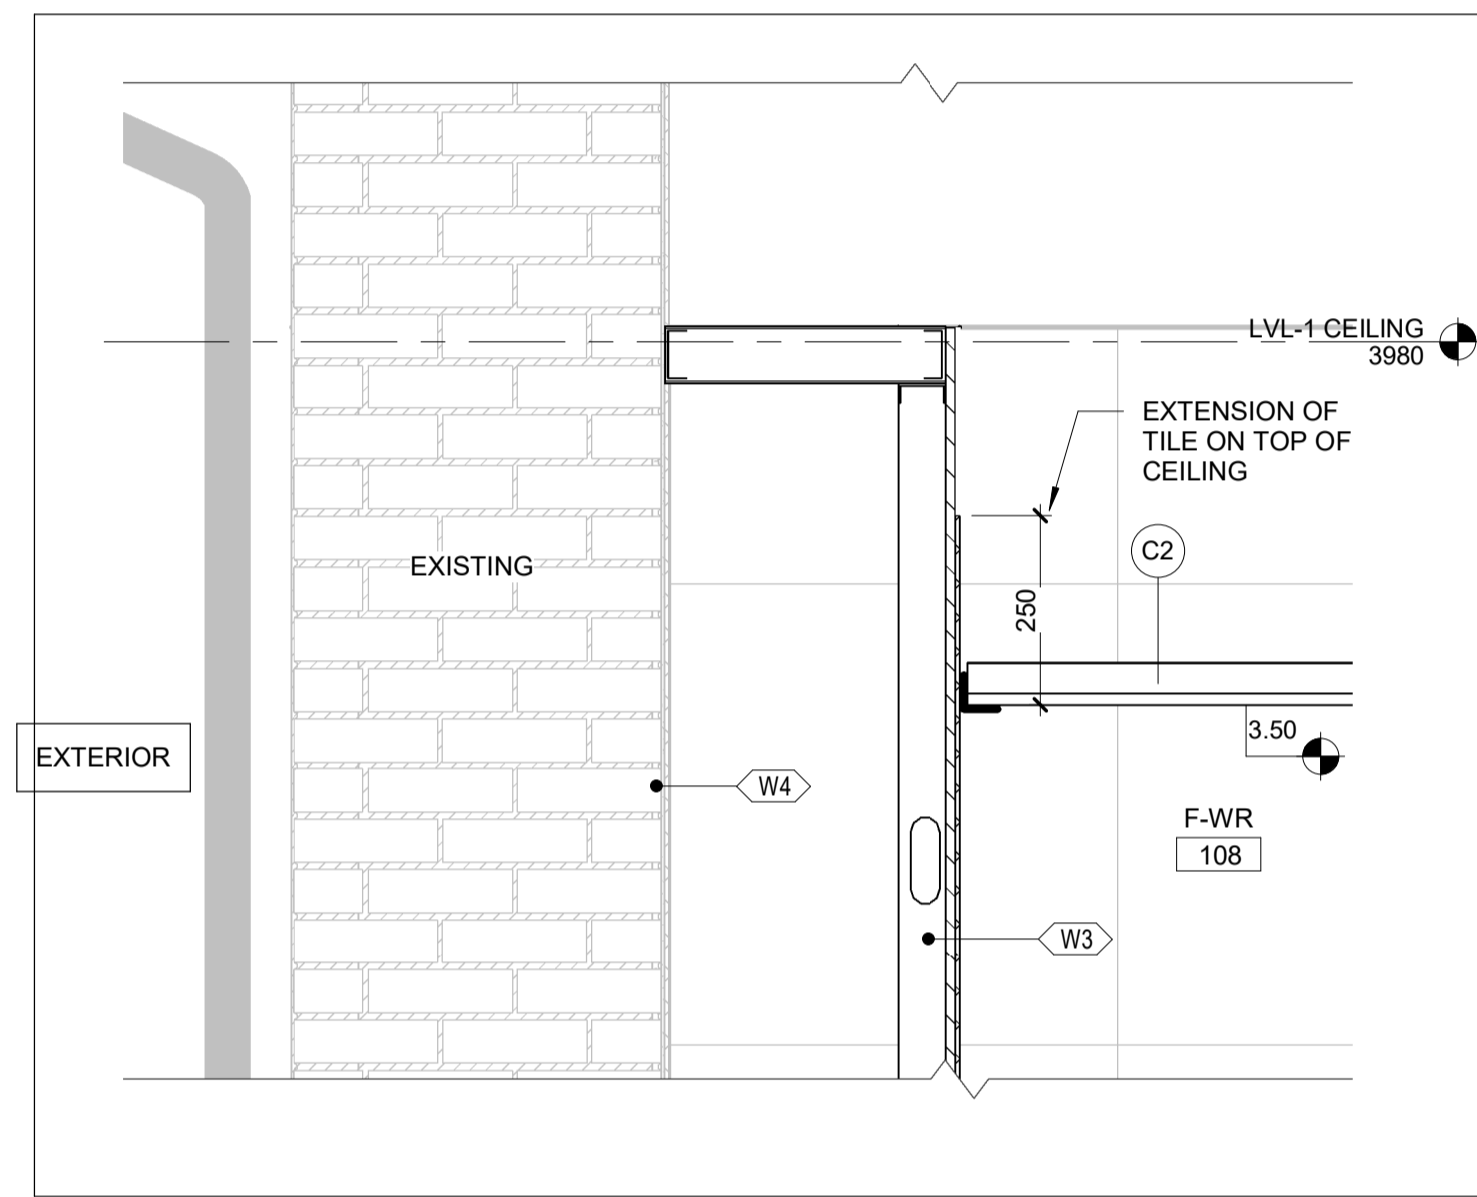 LVL-1 CEILING
3980
EXTENSION OF
TILE ON TOP OF
CEILING
C2
EXISTING
250
3.50
EXTERIOR
W4
F-WR
108
W3